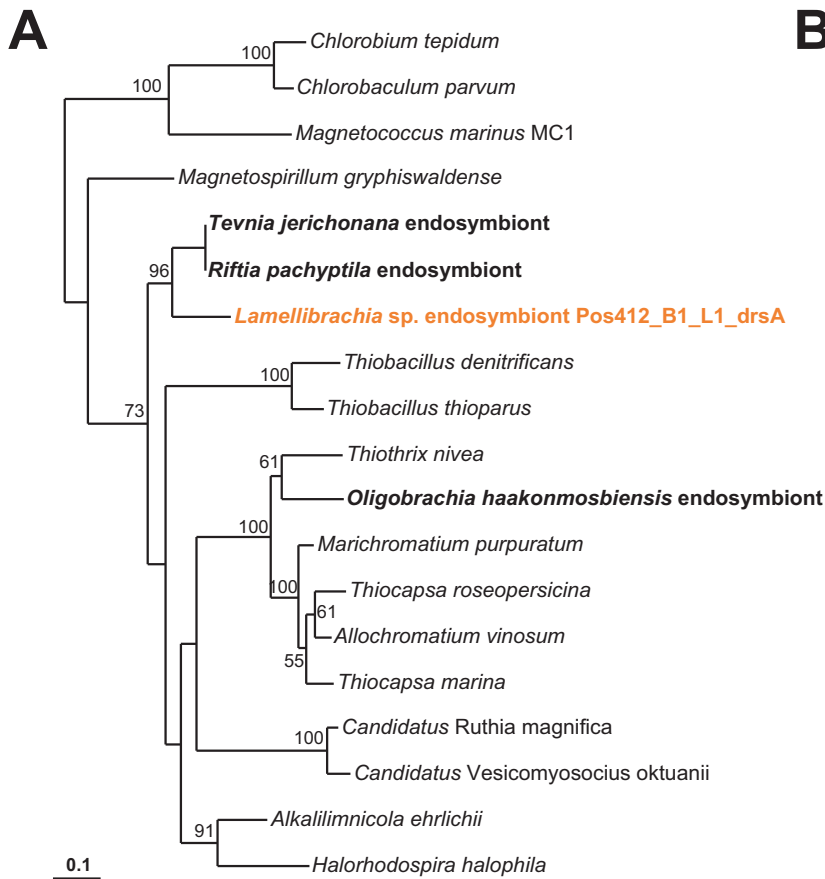 A
B
100
Chlorobium tepidum
100
Chlorobaculum parvum
Magnetococcus marinus MC1
Magnetospirillum gryphiswaldense
Tevnia jerichonana endosymbiont
96
Riftia pachyptila endosymbiont
Lamellibrachia sp. endosymbiont Pos412_B1_L1_drsA
100
Thiobacillus denitrificans
73
Thiobacillus thioparus
61
Thiothrix nivea
Oligobrachia haakonmosbiensis endosymbiont
100
Marichromatium purpuratum
100
Thiocapsa roseopersicina
61
Allochromatium vinosum
55
Thiocapsa marina
Candidatus Ruthia magnifica
100
Candidatus Vesicomyosocius oktuanii
Alkalilimnicola ehrlichii
91
Halorhodospira halophila
0.1